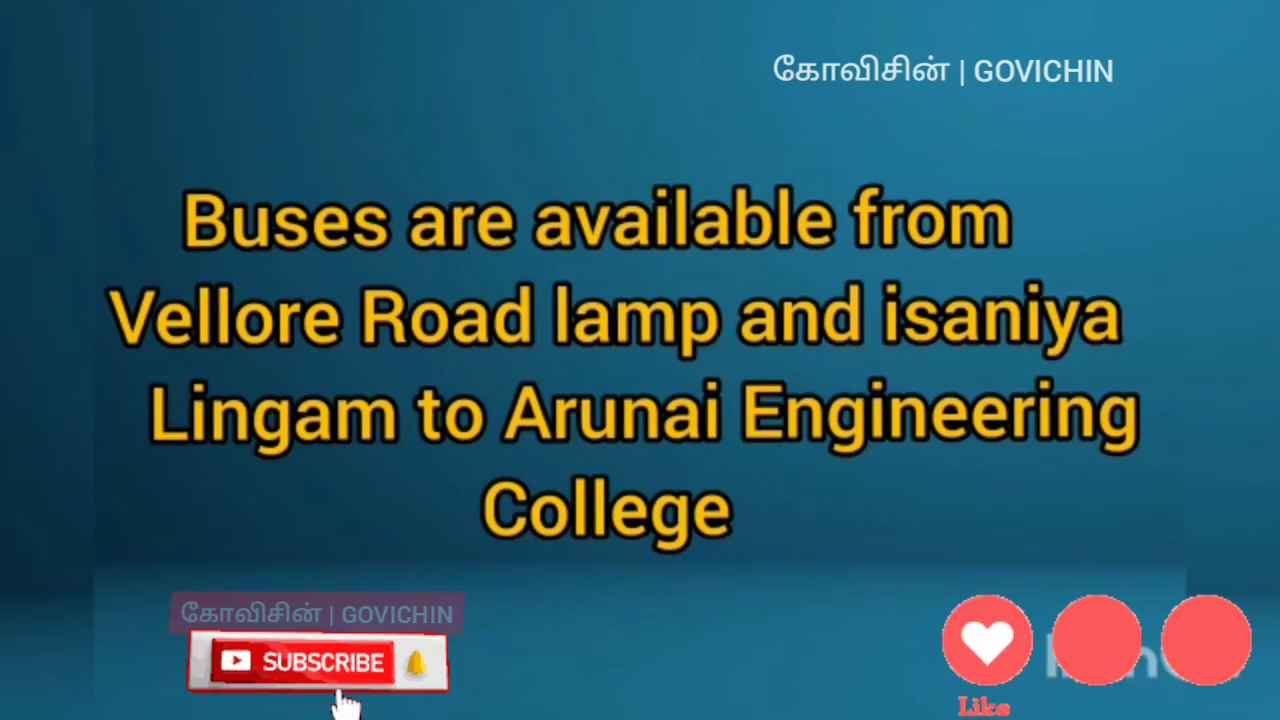 கோவிசின் | GOVICHIN
Buses are available from
Vellore Road lamp and isaniya
Lingam to Arunai Engineering
College
கோவிசின் | GOVICHIN
SUBSCRIBE
Like